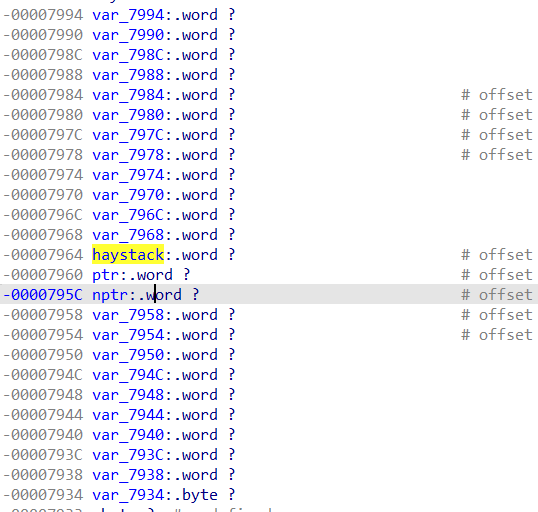 -00007994 var_7994:.word ?
-00007990 var_7990:.word ?
-0000798C var_798C:.word ?
-00007988 var_7988:.word ?
-00007984 var_7984:.word ? # offset
-00007980 var_7980:.word ? # offset
-0000797C var_797C:.word ? # offset
-00007978 var_7978:.word ? # offset
-00007974 var_7974:.word ?
-00007970 var_7970:.word ?
-0000796C var_796C:.word ?
-00007968 var_7968:.word ?
-00007964 haystack:.word ? # offset
-00007960 ptr:.word ? # offset
-0000795C nptr:.word ? # offset
-00007958 var_7958:.word ? # offset
-00007954 var_7954:.word ? # offset
-00007950 var_7950:.word ?
-0000794C var_794C:.word ?
-00007948 var_7948:.word ?
-00007944 var_7944:.word ?
-00007940 var_7940:.word ?
-0000793C var_793C:.word ?
-00007938 var_7938:.word ?
-00007934 var_7934:.byte ?